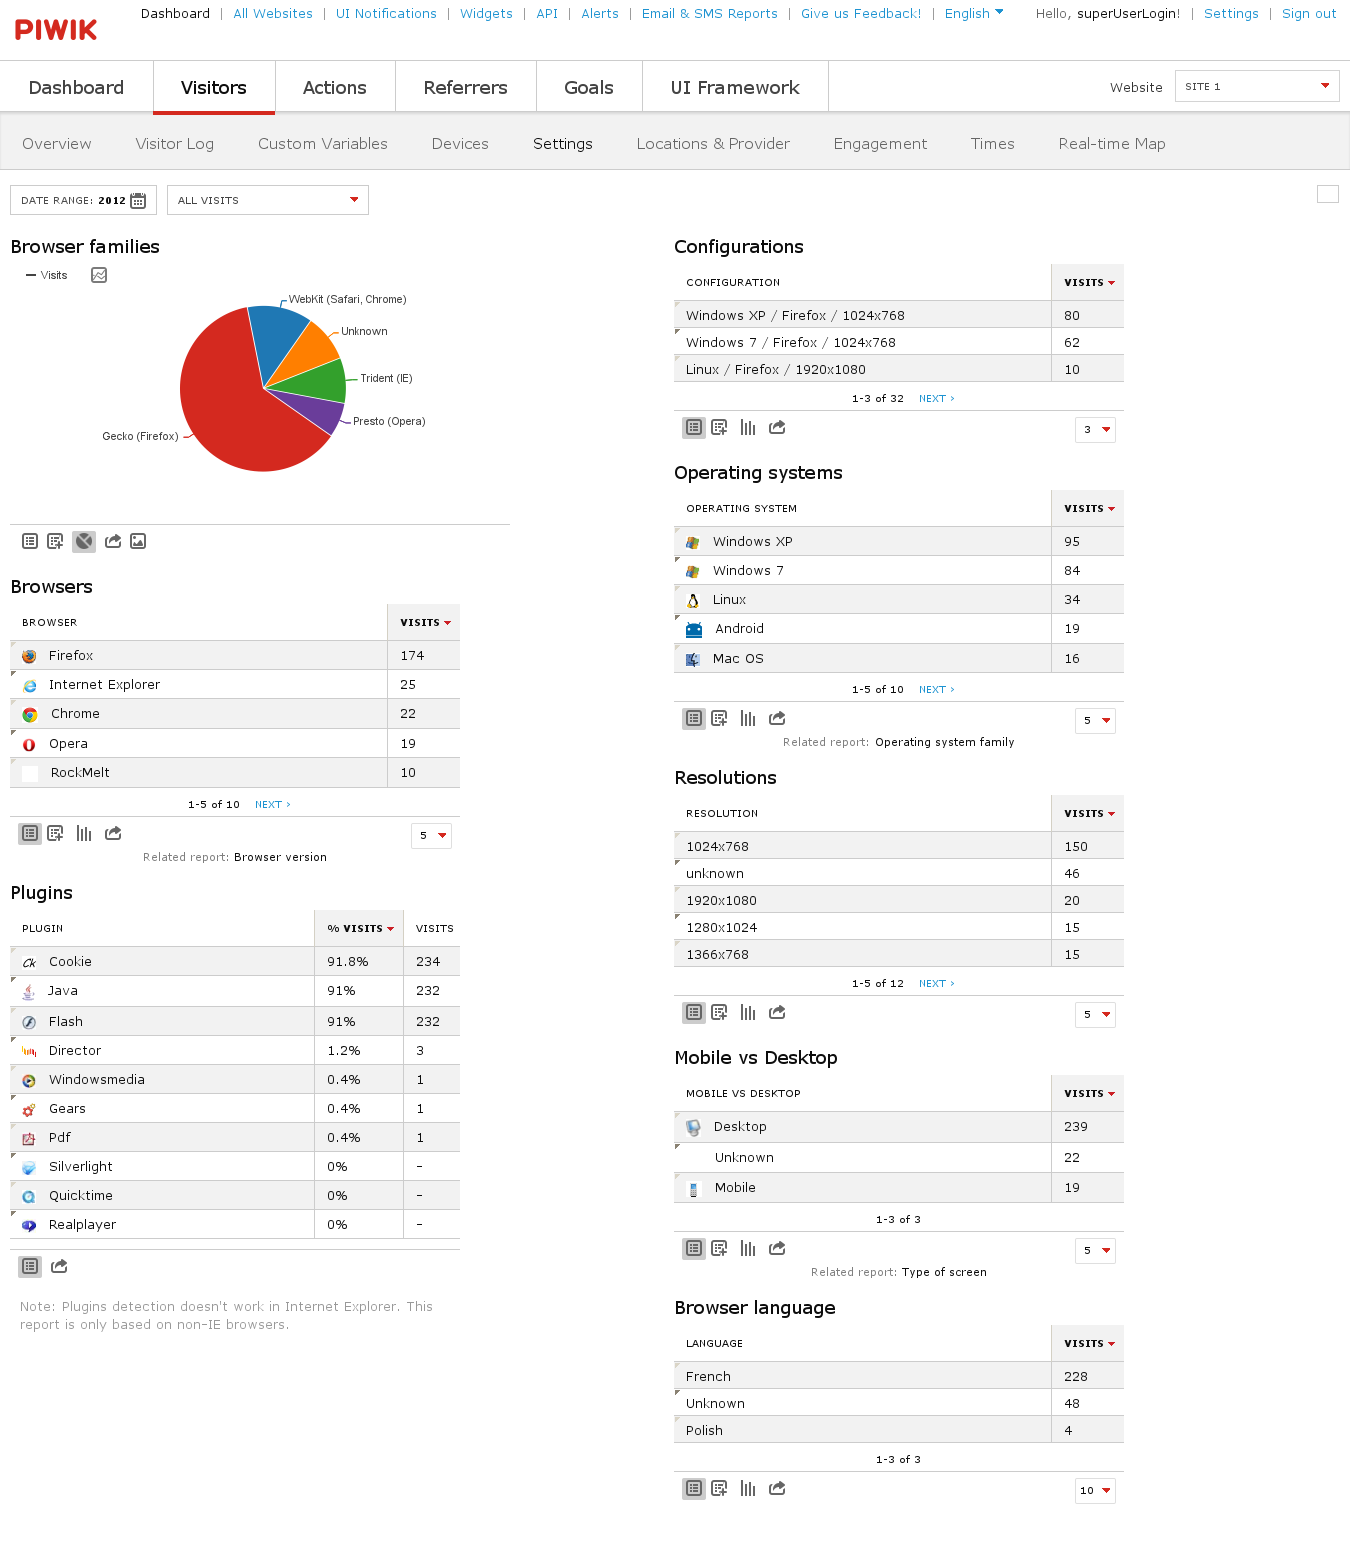 PIWIK
Dashboard | All Websites | UI Notifications | Widgets | API | Alerts | Email & SMS Reports | Give us Feedback! | English Hello, superUserLogin! | Settings | Sign out
Dashboard Visitors Actions Referrers Goals UI Framework Website SITE 1
Overview Visitor Log Custom Variables Devices Settings Locations & Provider Engagement Times Real-time Map
DATE RANGE: 2012 ALL VISITS
Browser families
Visits
WebKit (Safari, Chrome)
Unknown
Trident (IE)
Presto (Opera)
Gecko (Firefox)
Browsers
BROWSER VISITS
Firefox 174
Internet Explorer 25
Chrome 22
Opera 19
RockMelt 10
1-5 of 10 NEXT ›
5
Related report: Browser version
Plugins
PLUGIN % VISITS VISITS
Cookie 91.8% 234
Java 91% 232
Flash 91% 232
Director 1.2% 3
Windowsmedia 0.4% 1
Gears 0.4% 1
Pdf 0.4% 1
Silverlight 0% -
Quicktime 0% -
Realplayer 0% -
Note: Plugins detection doesn't work in Internet Explorer. This
report is only based on non-IE browsers.
Configurations
CONFIGURATION VISITS
Windows XP / Firefox / 1024x768 80
Windows 7 / Firefox / 1024x768 62
Linux / Firefox / 1920x1080 10
1-3 of 32 NEXT ›
3
Operating systems
OPERATING SYSTEM VISITS
Windows XP 95
Windows 7 84
Linux 34
Android 19
Mac OS 16
1-5 of 10 NEXT ›
5
Related report: Operating system family
Resolutions
RESOLUTION VISITS
1024x768 150
unknown 46
1920x1080 20
1280x1024 15
1366x768 15
1-5 of 12 NEXT ›
5
Mobile vs Desktop
MOBILE VS DESKTOP VISITS
Desktop 239
Unknown 22
Mobile 19
1-3 of 3
5
Related report: Type of screen
Browser language
LANGUAGE VISITS
French 228
Unknown 48
Polish 4
1-3 of 3
10